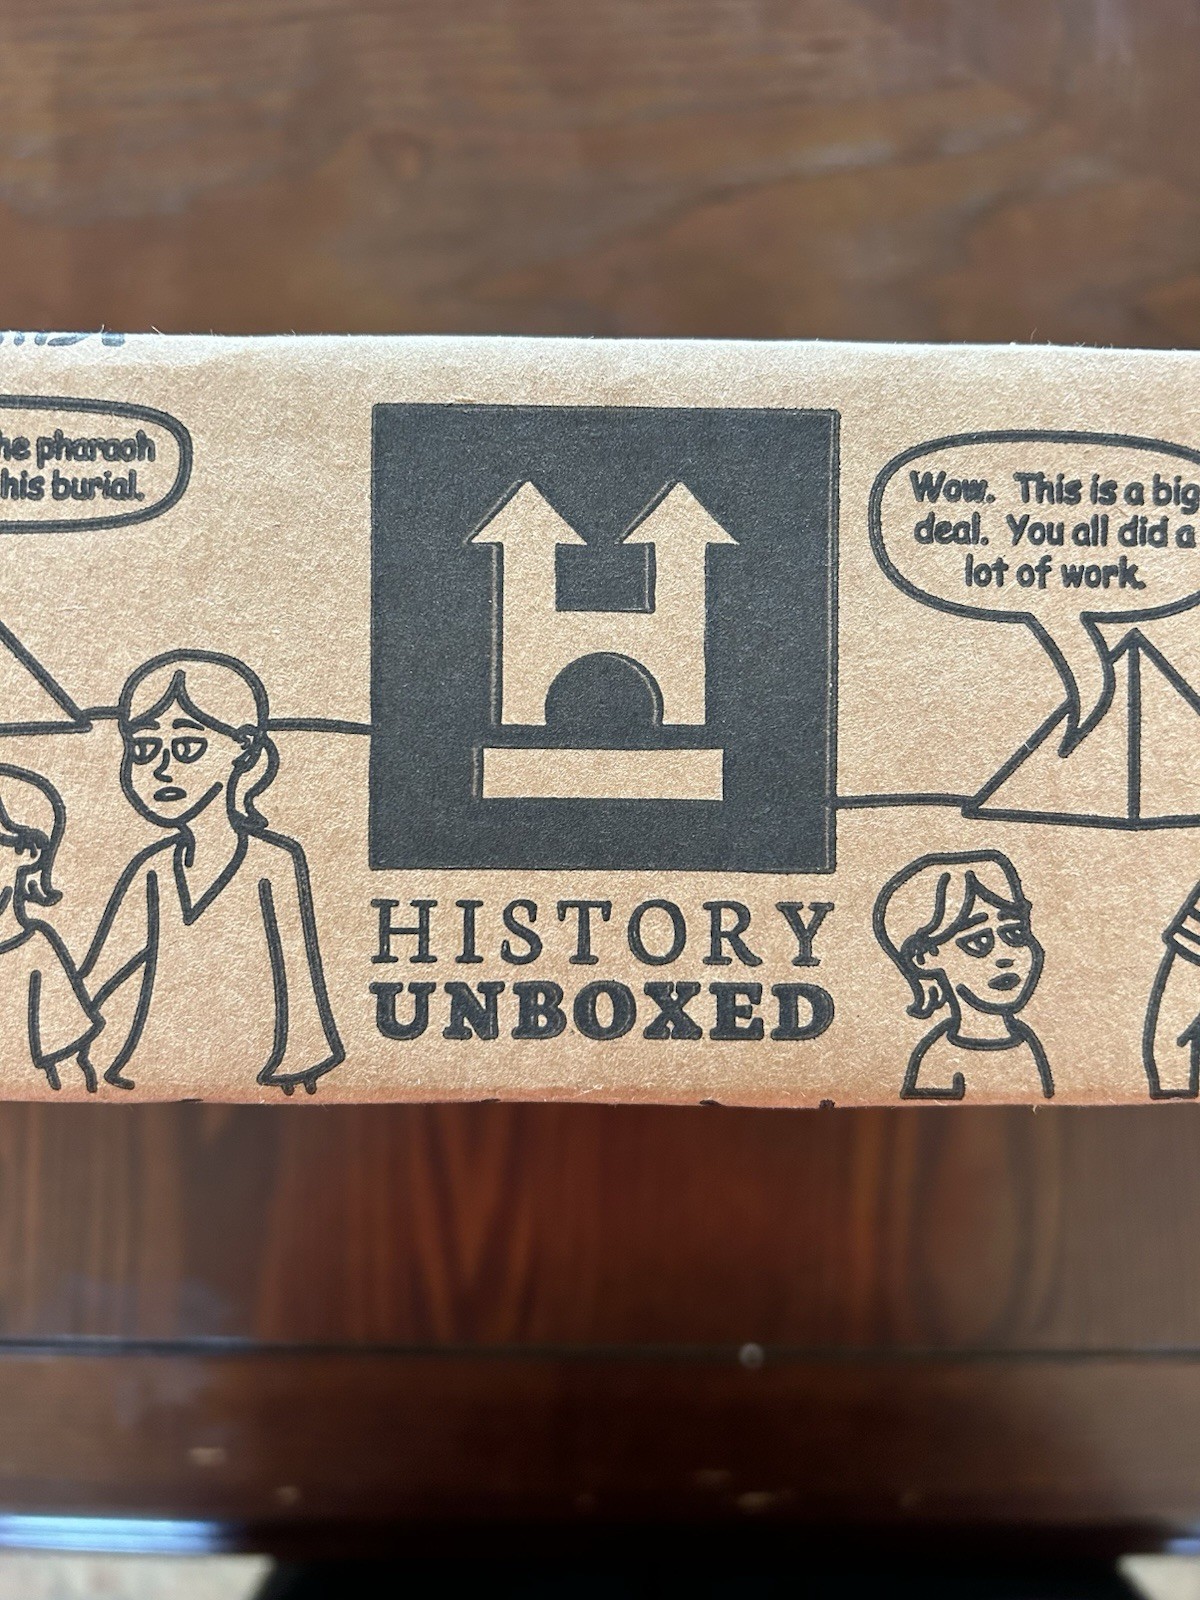 he pharaoh
his burial.
Wow. This is a big
deal. You all did a
lot of work.
HISTORY
UNBOXED